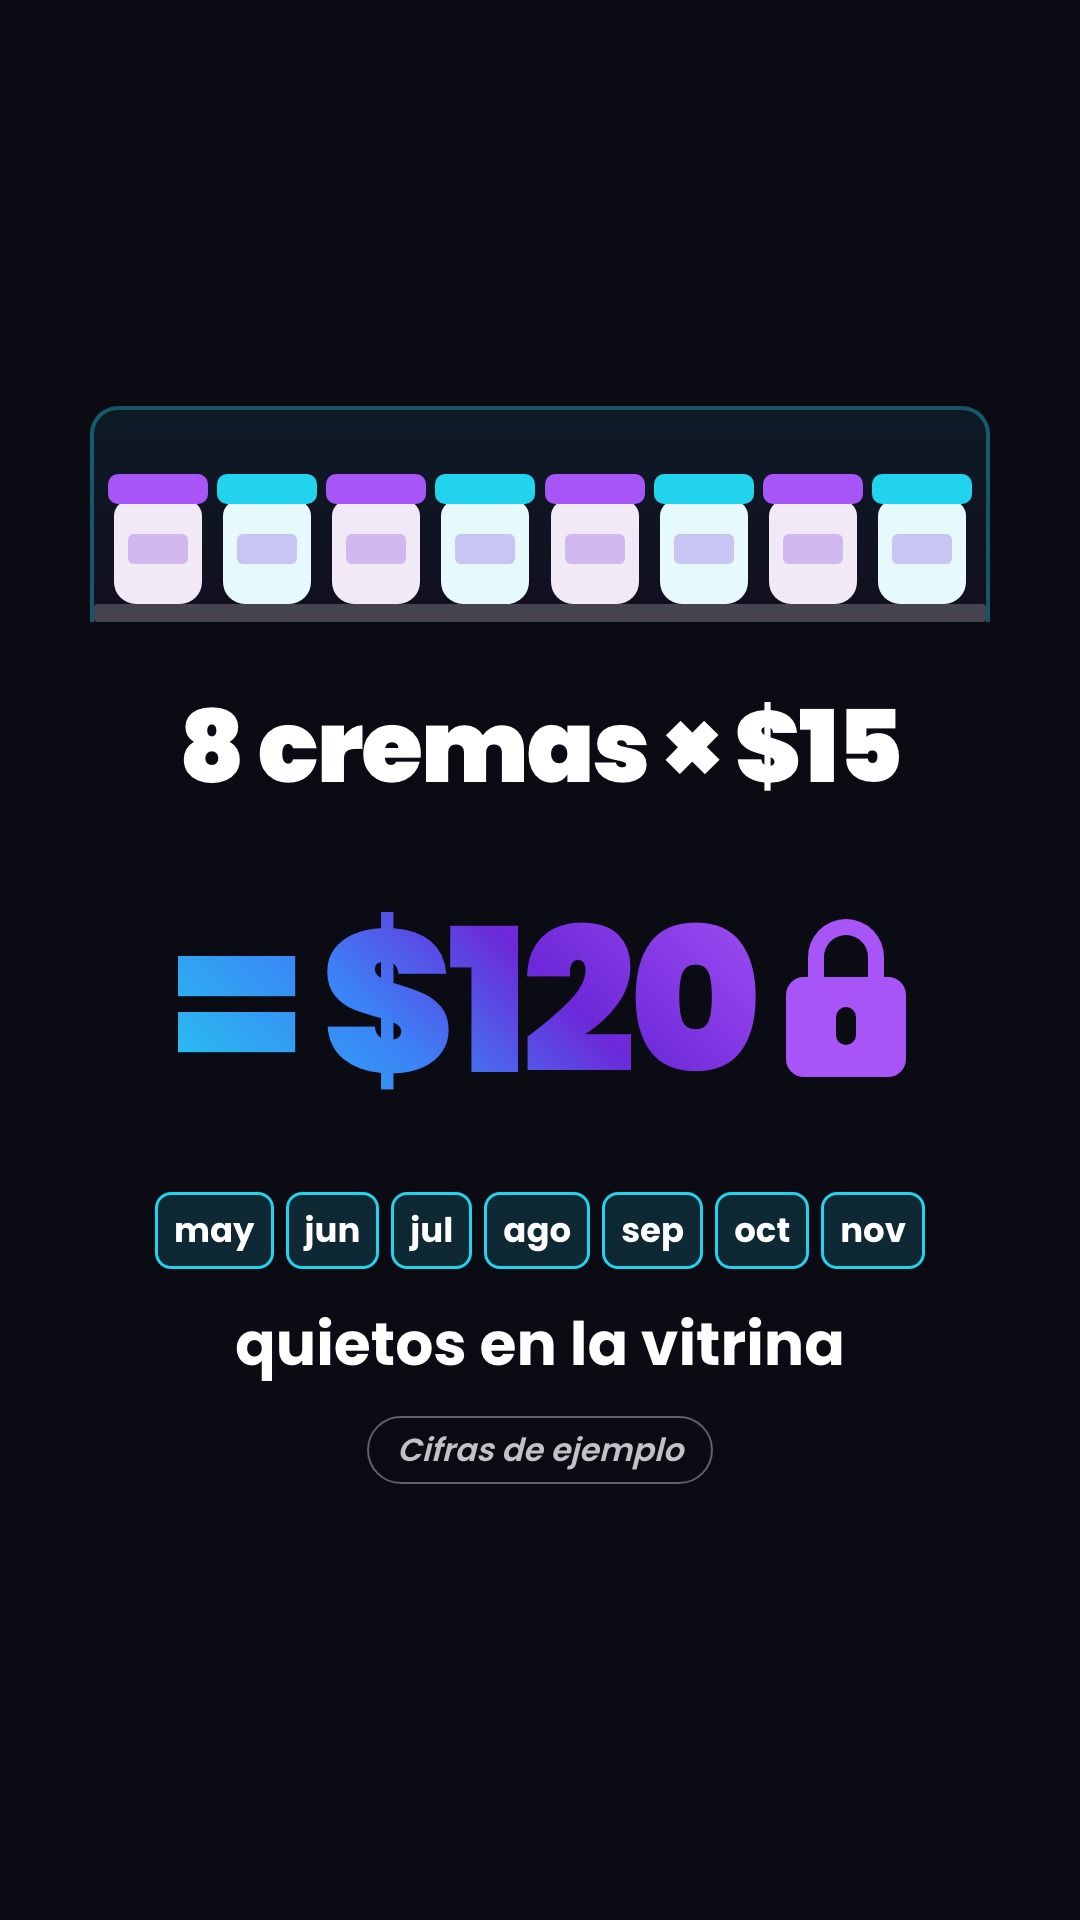 8 cremas × $15
= $120
may jun jul ago sep oct nov
quietos en la vitrina
Cifras de ejemplo